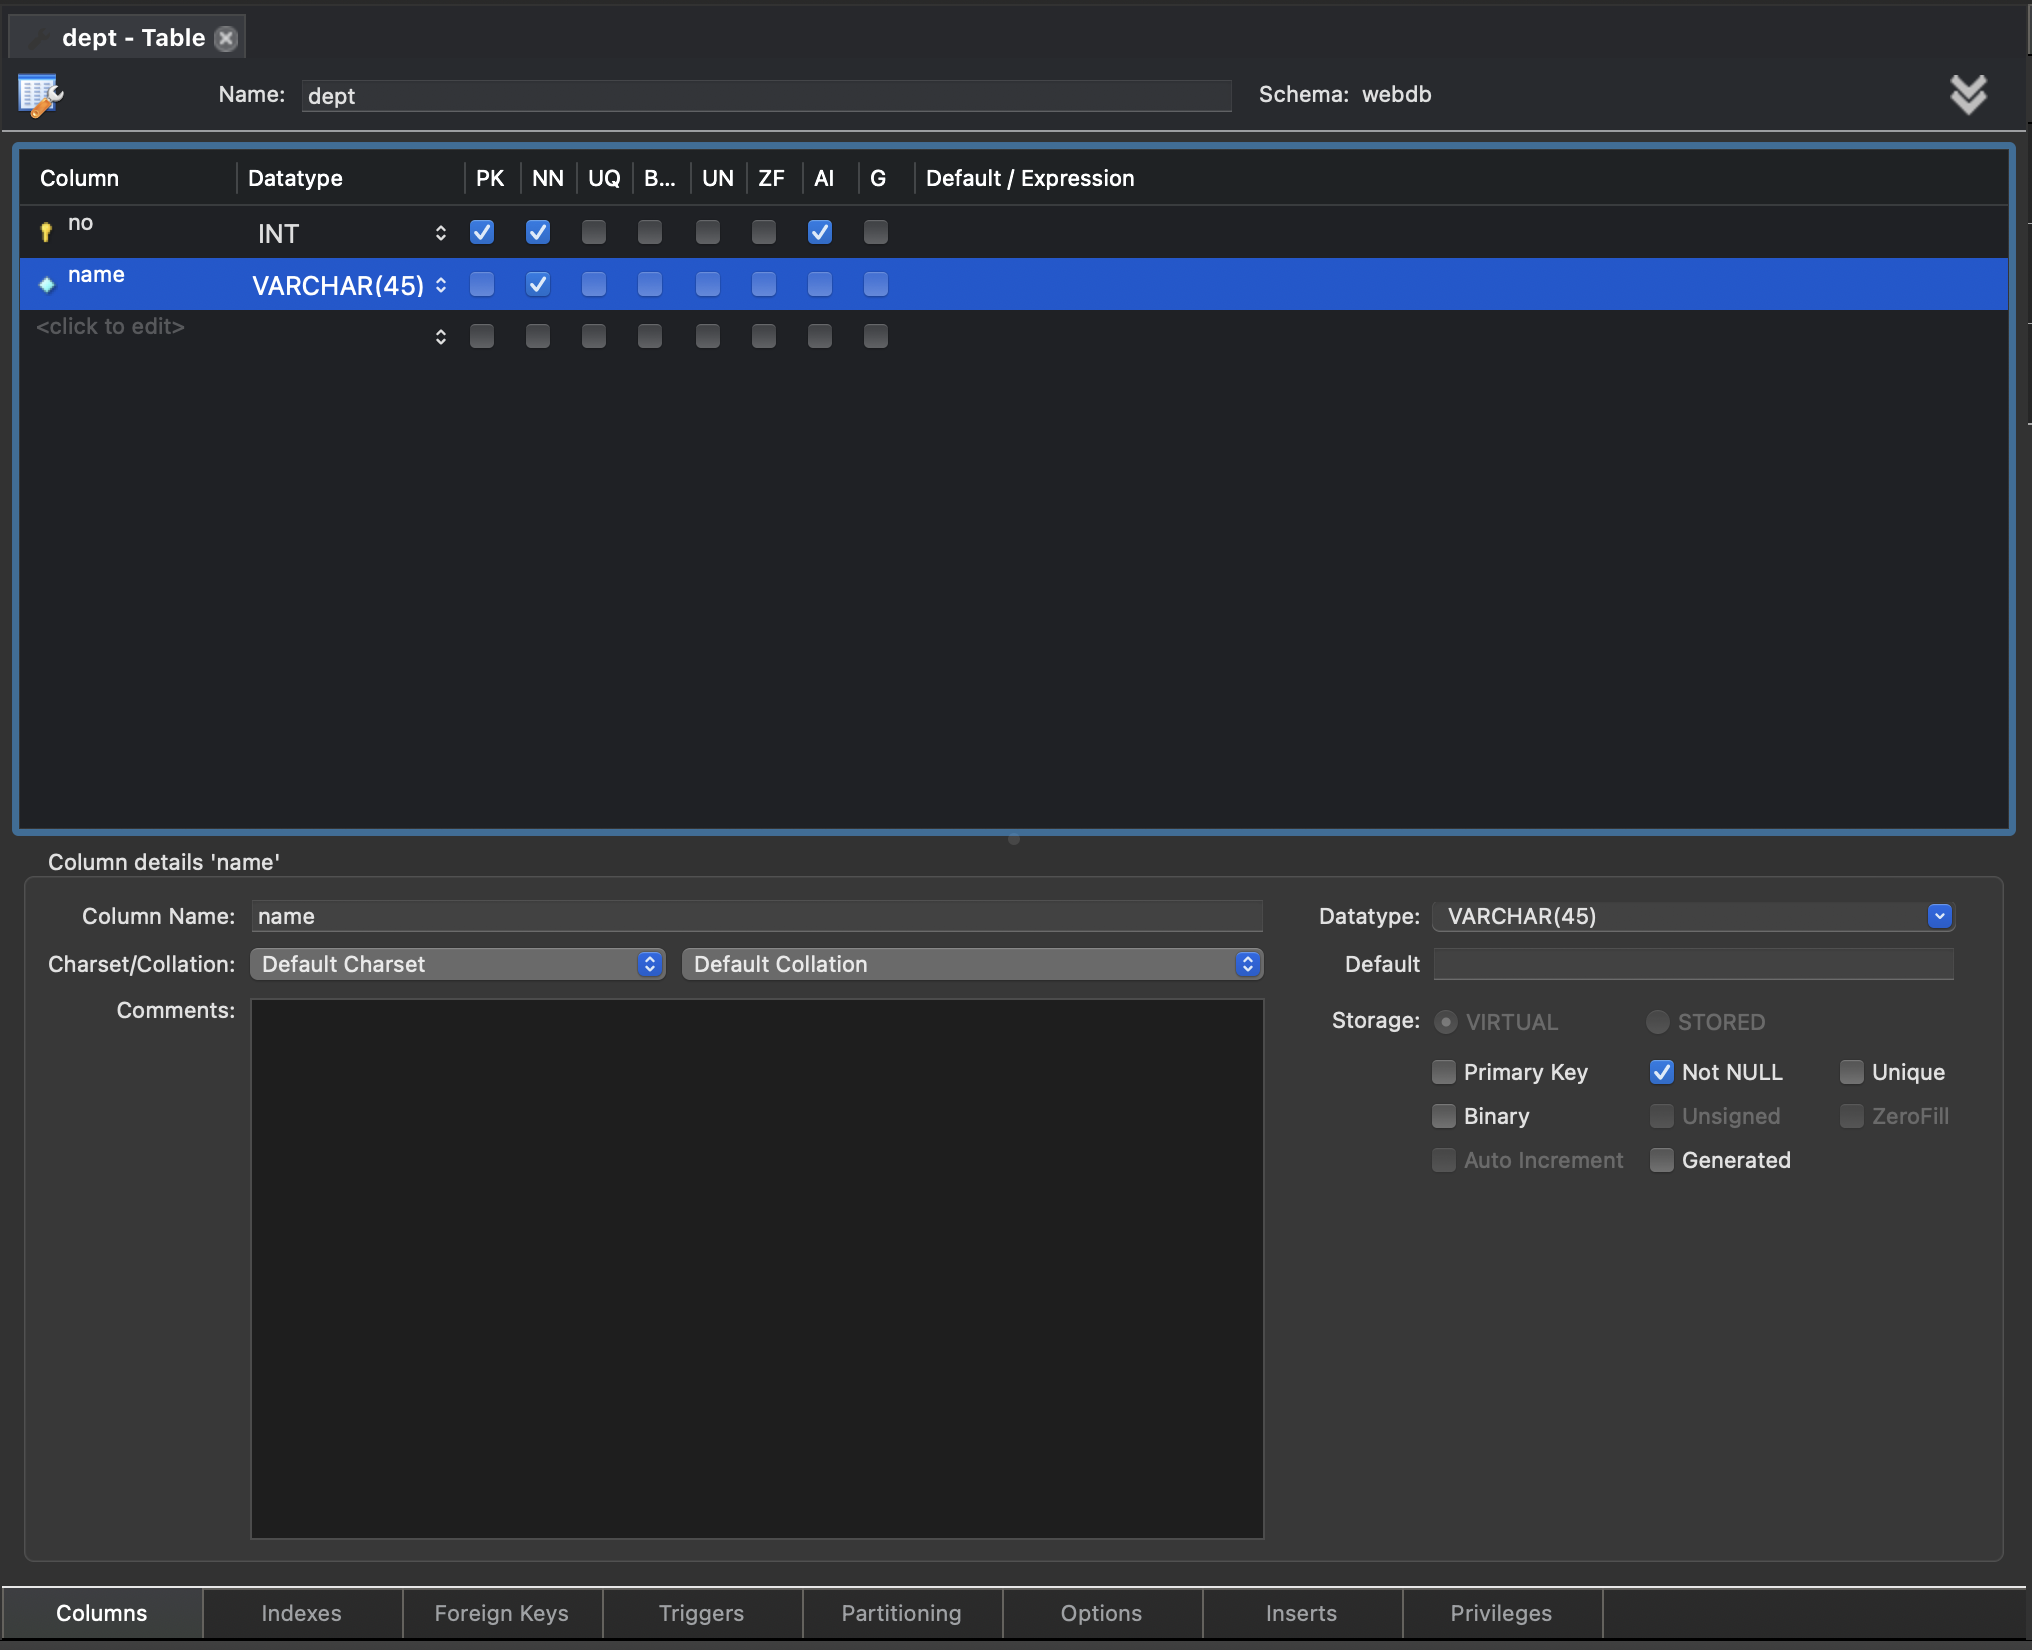 dept - Table
Name: dept Schema: webdb
Column Datatype PK NN UQ B... UN ZF AI G Default / Expression
no INT
name VARCHAR(45)
<click to edit>
Column details 'name'
Column Name: name Datatype: VARCHAR(45)
Charset/Collation: Default Charset Default Collation Default
Comments: Storage: VIRTUAL STORED
Primary Key Not NULL Unique
Binary Unsigned ZeroFill
Auto Increment Generated
Columns Indexes Foreign Keys Triggers Partitioning Options Inserts Privileges